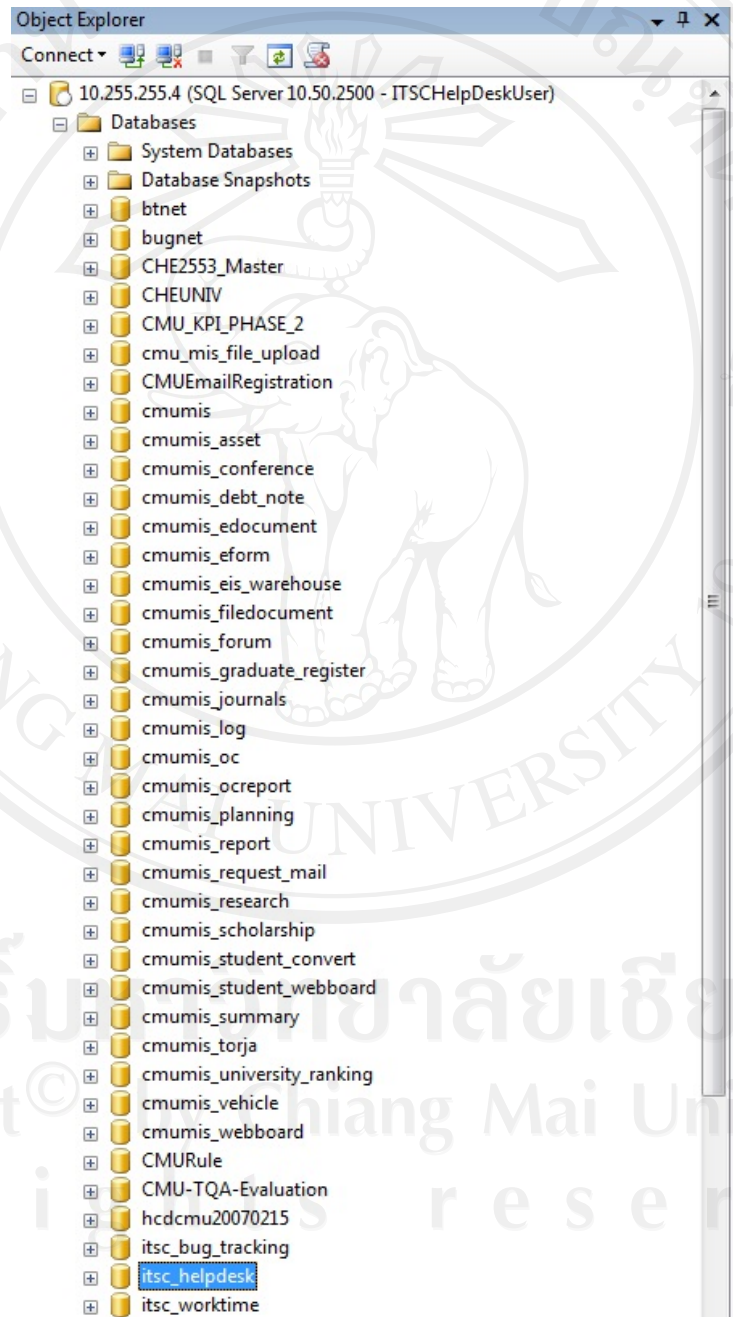 Object Explorer
Connect
10.255.255.4 (SQL Server 10.50.2500 - ITSCHelpDeskUser)
Databases
System Databases
Database Snapshots
btnet
bugnet
CHE2553_Master
CHEUNIV
CMU_KPI_PHASE_2
cmu_mis_file_upload
CMUEmailRegistration
cmumis
cmumis_asset
cmumis_conference
cmumis_debt_note
cmumis_edocument
cmumis_eform
cmumis_eis_warehouse
cmumis_filedocument
cmumis_forum
cmumis_graduate_register
cmumis_journals
cmumis_log
cmumis_oc
cmumis_ocreport
cmumis_planning
cmumis_report
cmumis_request_mail
cmumis_research
cmumis_scholarship
cmumis_student_convert
cmumis_student_webboard
cmumis_summary
cmumis_torja
cmumis_university_ranking
cmumis_vehicle
cmumis_webboard
CMURule
CMU-TQA-Evaluation
hcdcmu20070215
itsc_bug_tracking
itsc_helpdesk
itsc_worktime